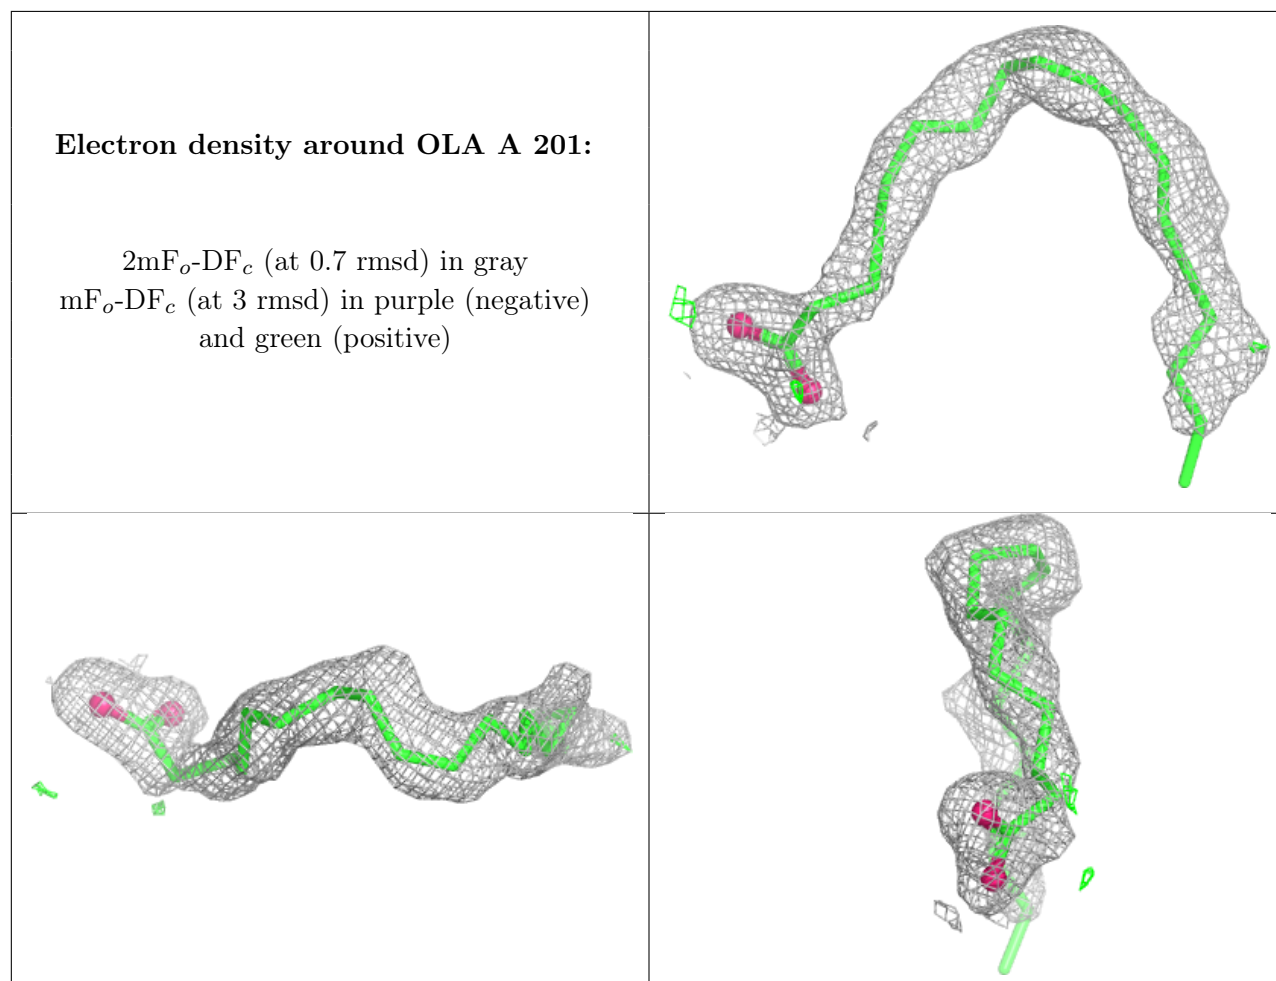 Electron density around OLA A 201:
2mFo-DFc (at 0.7 rmsd) in gray
mFo-DFc (at 3 rmsd) in purple (negative)
and green (positive)